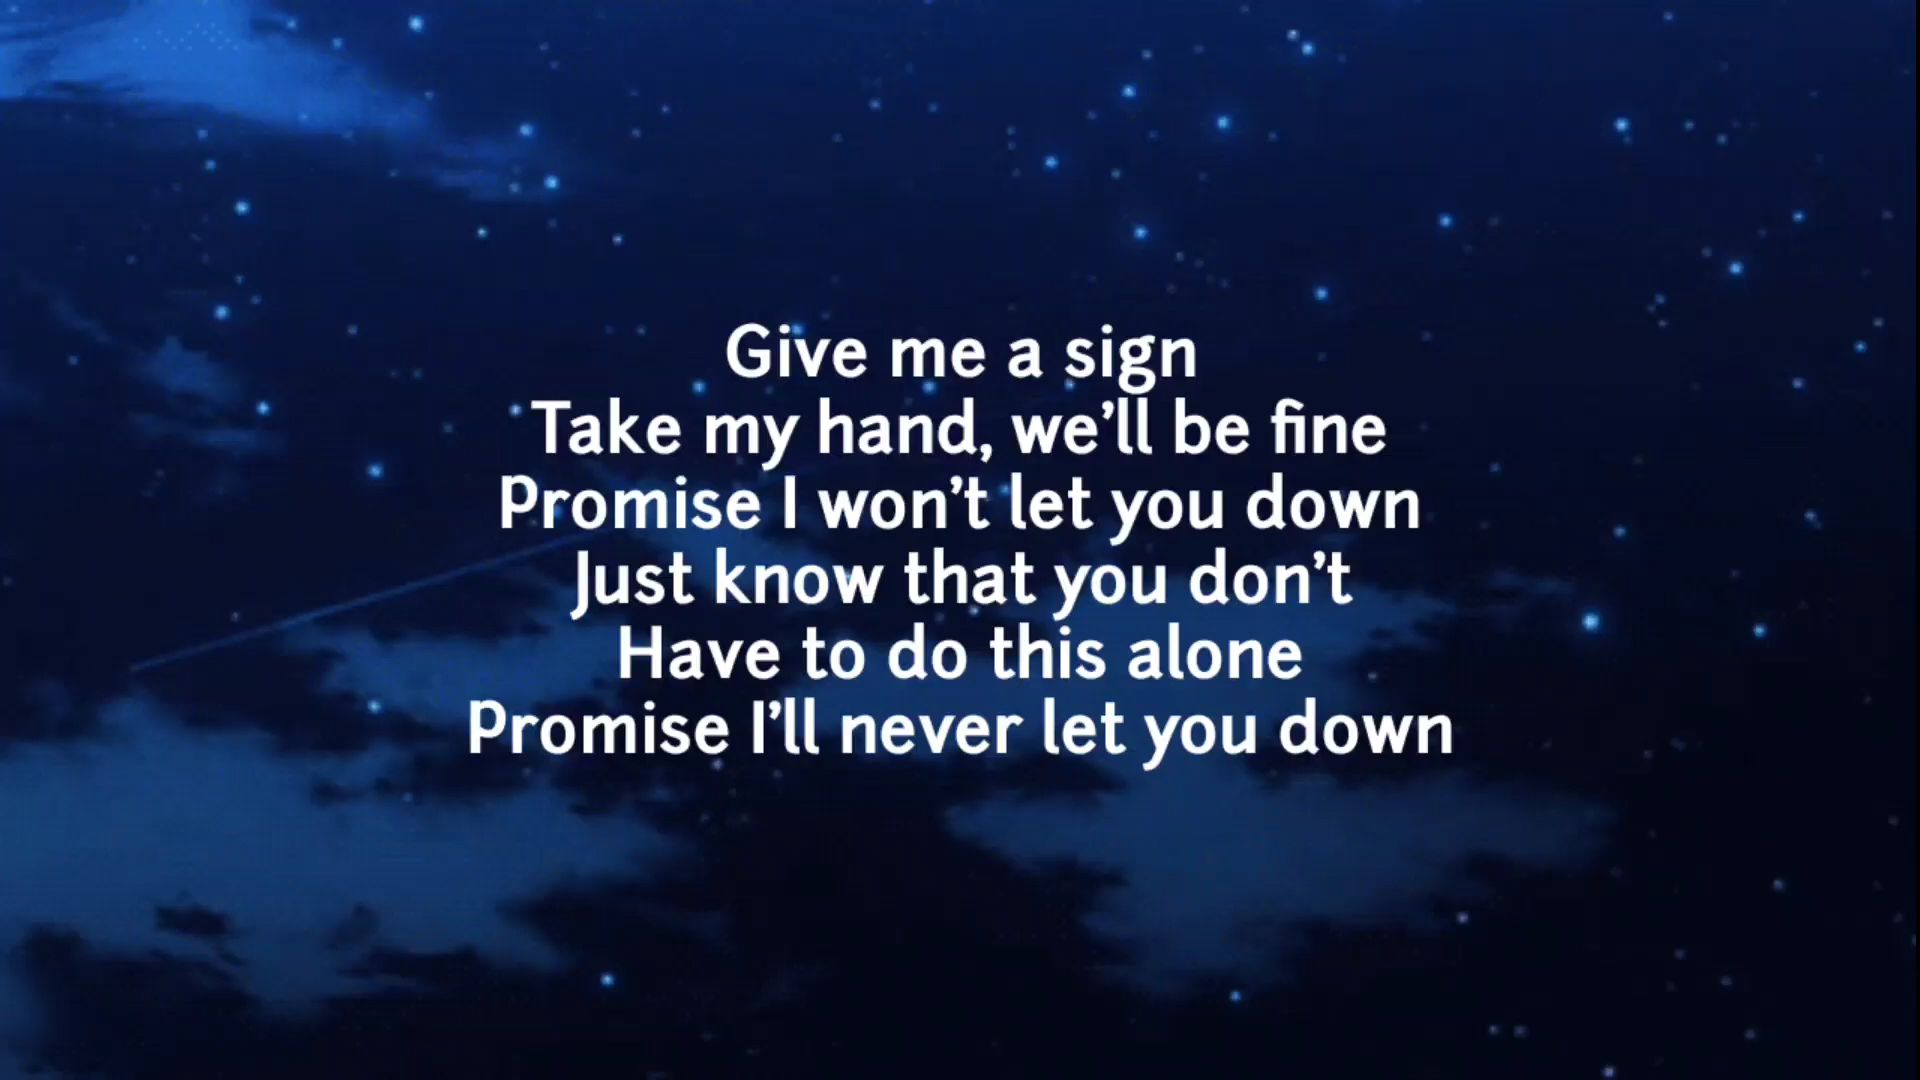 Give me a sign
Take my hand, we'll be fine
Promise I won't let you down
Just know that you don't
Have to do this alone
Promise I'll never let you down